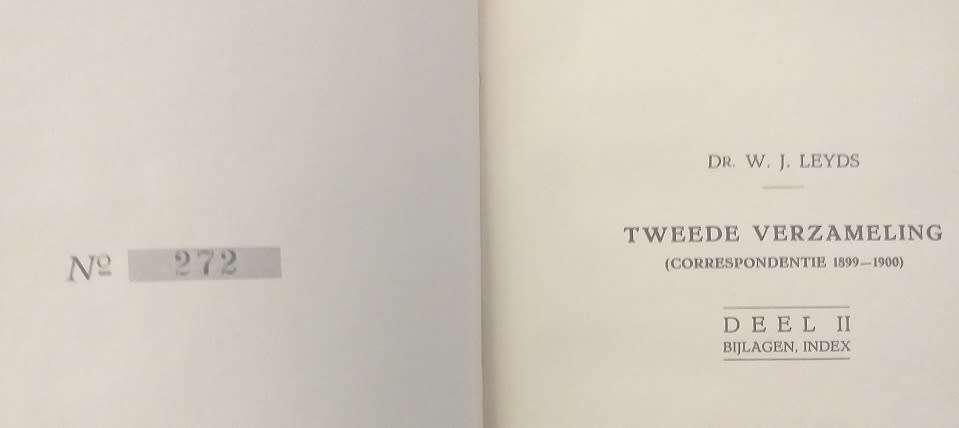 Nº 272
DR. W. J. LEYDS
TWEEDE VERZAMELING
(CORRESPONDENTIE 1899—1900)
DEEL II
BIJLAGEN, INDEX